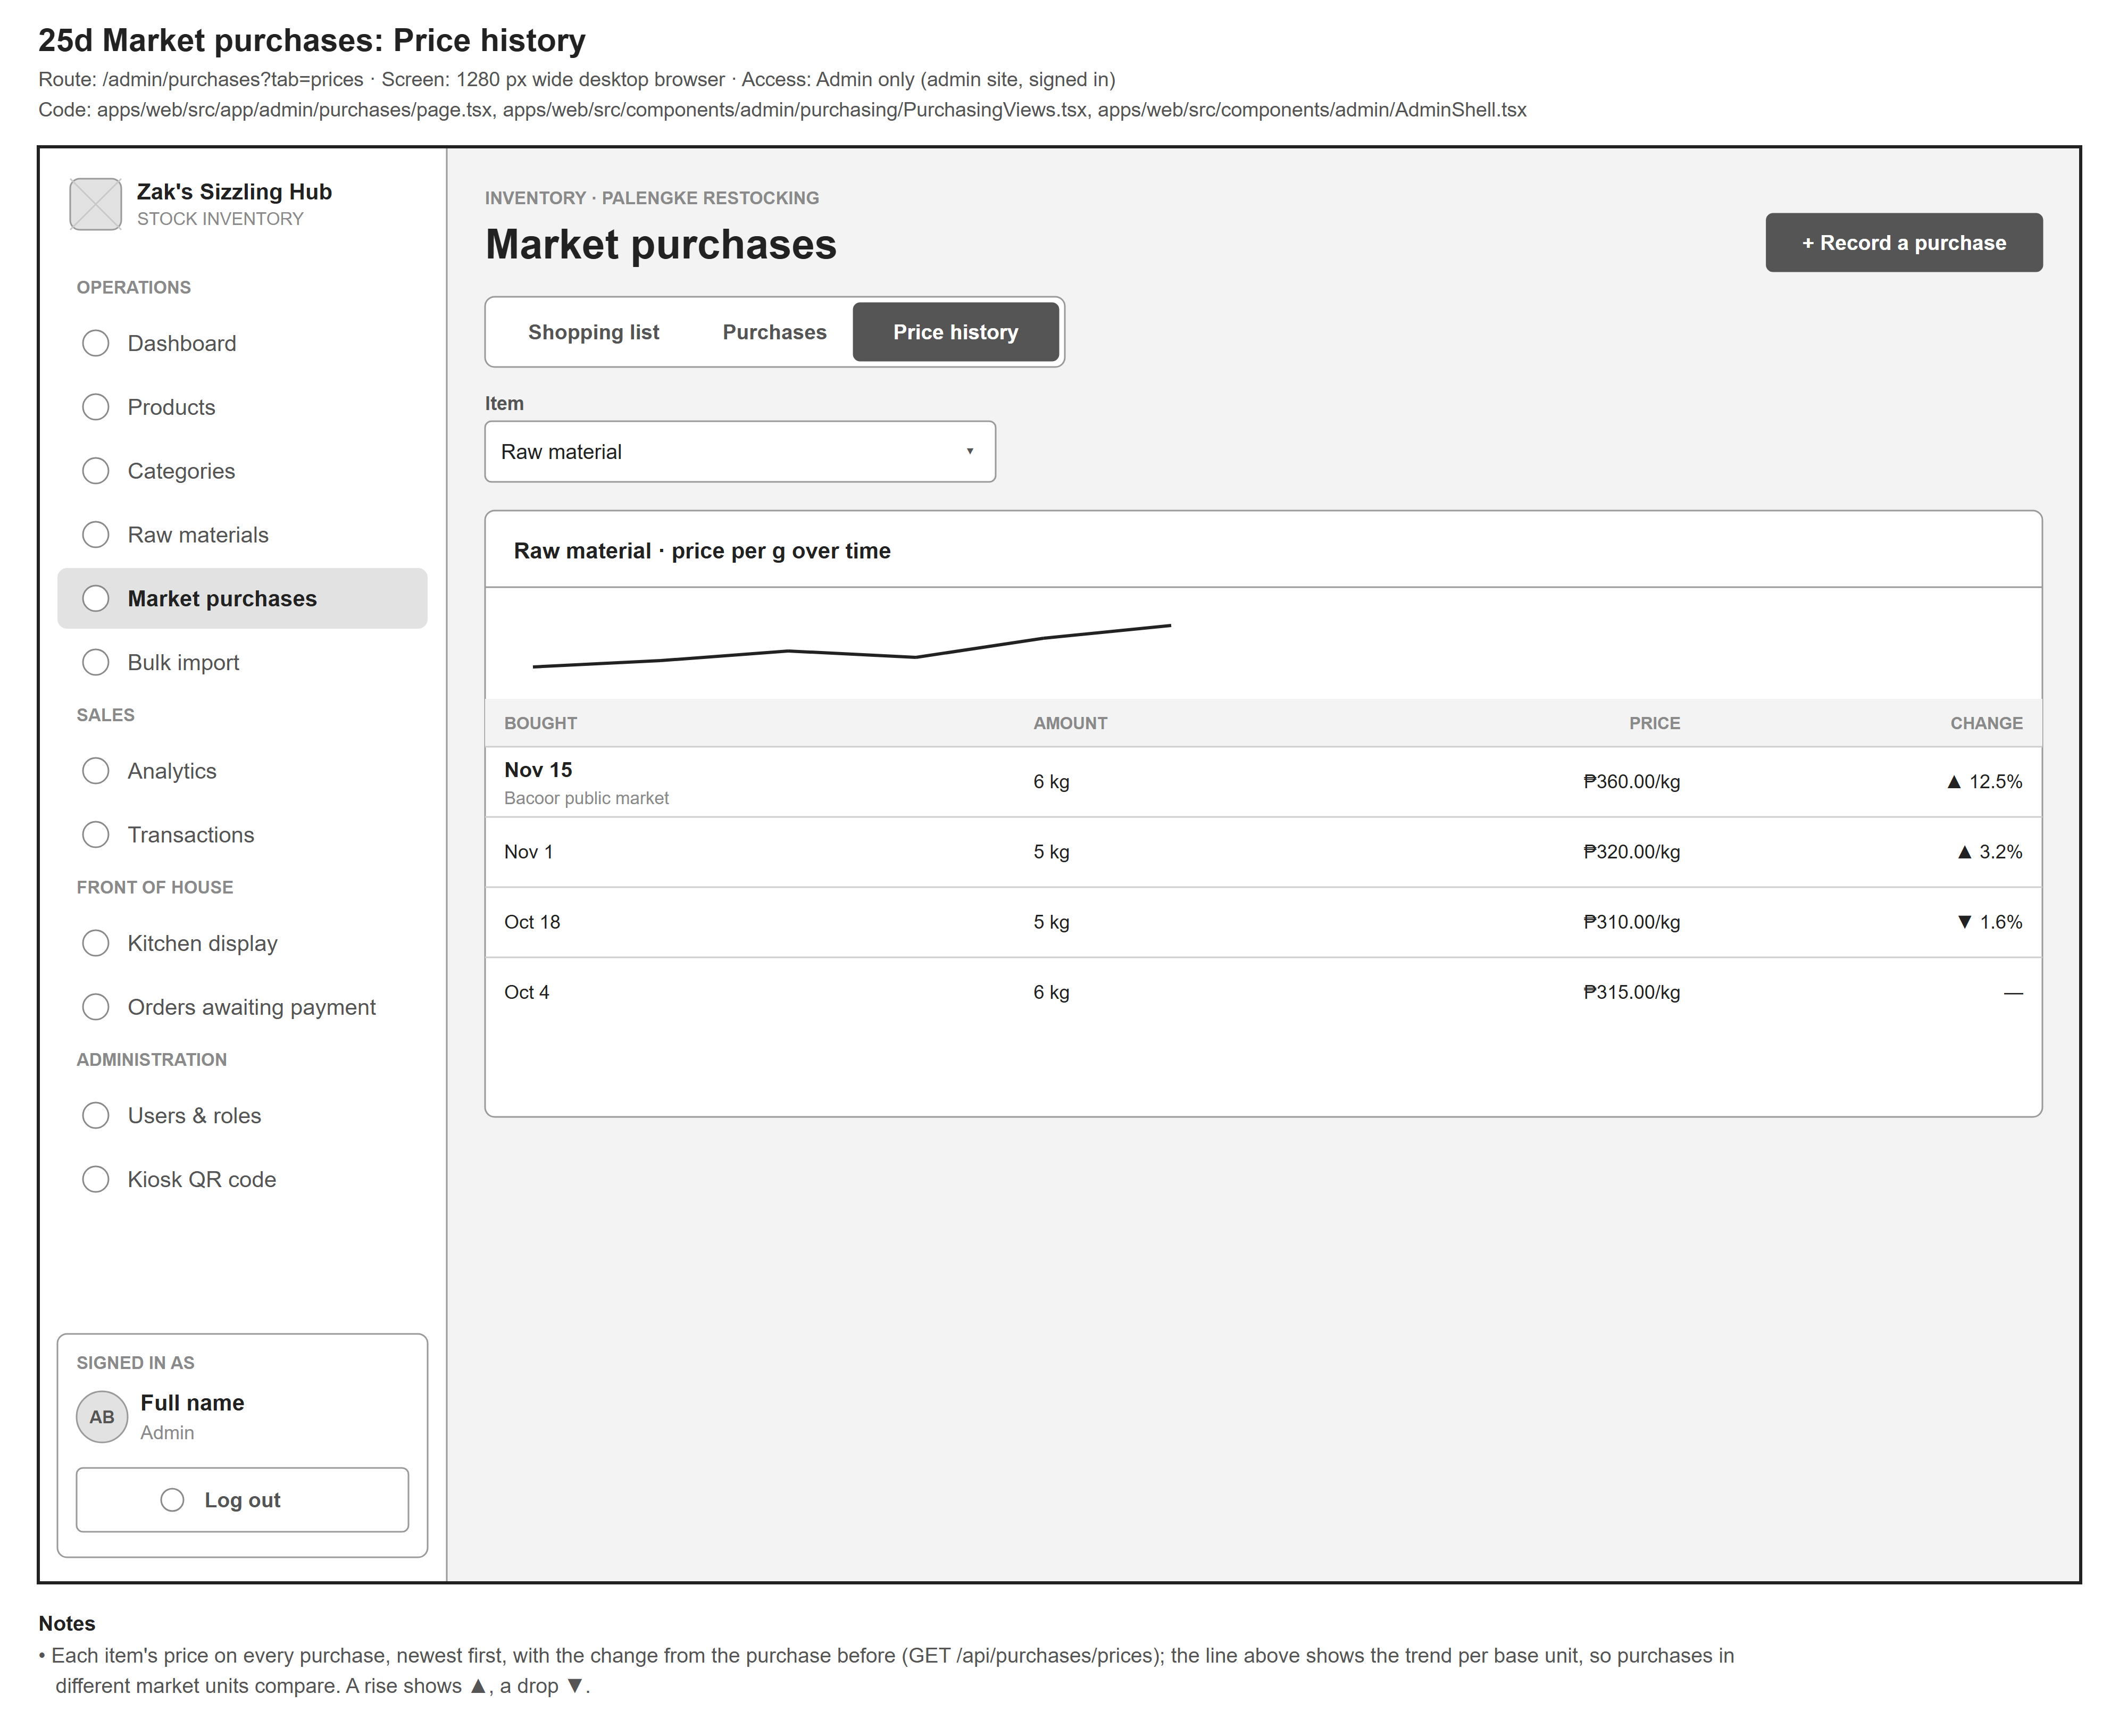 25d Market purchases: Price history
Route: /admin/purchases?tab=prices · Screen: 1280 px wide desktop browser · Access: Admin only (admin site, signed in)
Code: apps/web/src/app/admin/purchases/page.tsx, apps/web/src/components/admin/purchasing/PurchasingViews.tsx, apps/web/src/components/admin/AdminShell.tsx
Zak's Sizzling Hub
STOCK INVENTORY
OPERATIONS
Dashboard
Products
Categories
Raw materials
Market purchases
Bulk import
SALES
Analytics
Transactions
FRONT OF HOUSE
Kitchen display
Orders awaiting payment
ADMINISTRATION
Users & roles
Kiosk QR code
SIGNED IN AS
AB
Full name
Admin
Log out
INVENTORY · PALENGKE RESTOCKING
Market purchases
+ Record a purchase
Shopping list Purchases Price history
Item
Raw material ▾
Raw material · price per g over time
BOUGHT AMOUNT PRICE CHANGE
Nov 15
Bacoor public market
6 kg ₱360.00/kg ▲ 12.5%
Nov 1 5 kg ₱320.00/kg ▲ 3.2%
Oct 18 5 kg ₱310.00/kg ▼ 1.6%
Oct 4 6 kg ₱315.00/kg —
Notes
• Each item's price on every purchase, newest first, with the change from the purchase before (GET /api/purchases/prices); the line above shows the trend per base unit, so purchases in
different market units compare. A rise shows ▲, a drop ▼.